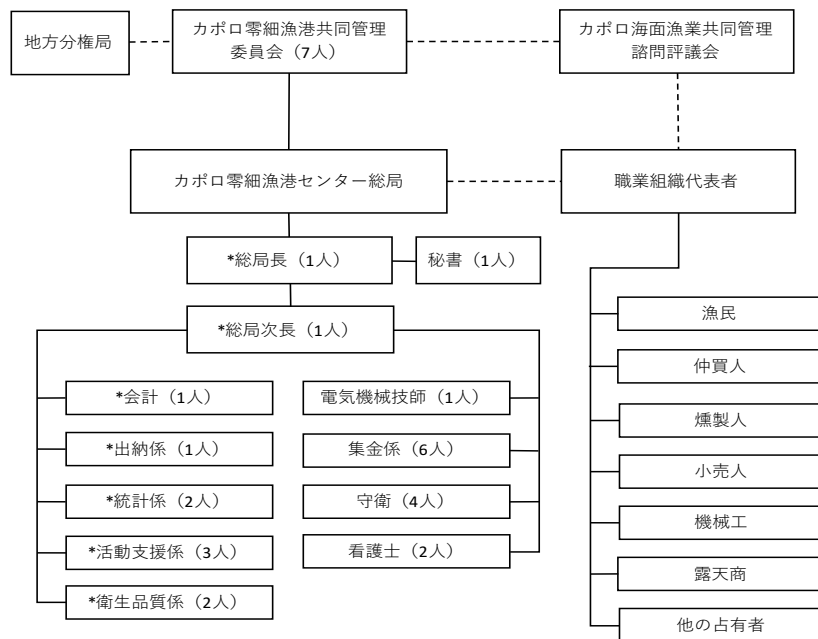 地方分権局
カポロ零細漁港共同管理
委員会（7人）
カポロ海面漁業共同管理
諮問評議会
カポロ零細漁港センター総局
職業組織代表者
*総局長（1人）
秘書（1人）
*総局次長（1人）
*会計（1人）
*出納係（1人）
*統計係（2人）
*活動支援係（3人）
*衛生品質係（2人）
電気機械技師（1人）
集金係（6人）
守衛（4人）
看護士（2人）
漁民
仲買人
燻製人
小売人
機械工
露天商
他の占有者